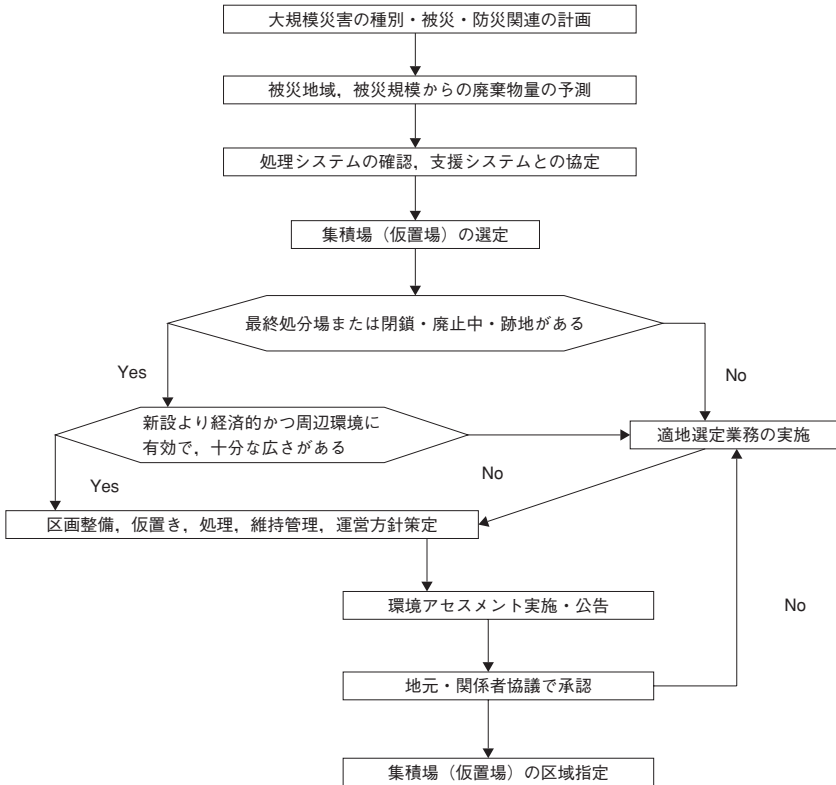 大規模災害の種別・被災・防災関連の計画
被災地域，被災規模からの廃棄物量の予測
処理システムの確認，支援システムとの協定
集積場（仮置場）の選定
最終処分場または閉鎖・廃止中・跡地がある
Yes
No
新設より経済的かつ周辺環境に
有効で，十分な広さがある
適地選定業務の実施
Yes
No
区画整備，仮置き，処理，維持管理，運営方針策定
環境アセスメント実施・公告
No
地元・関係者協議で承認
集積場（仮置場）の区域指定